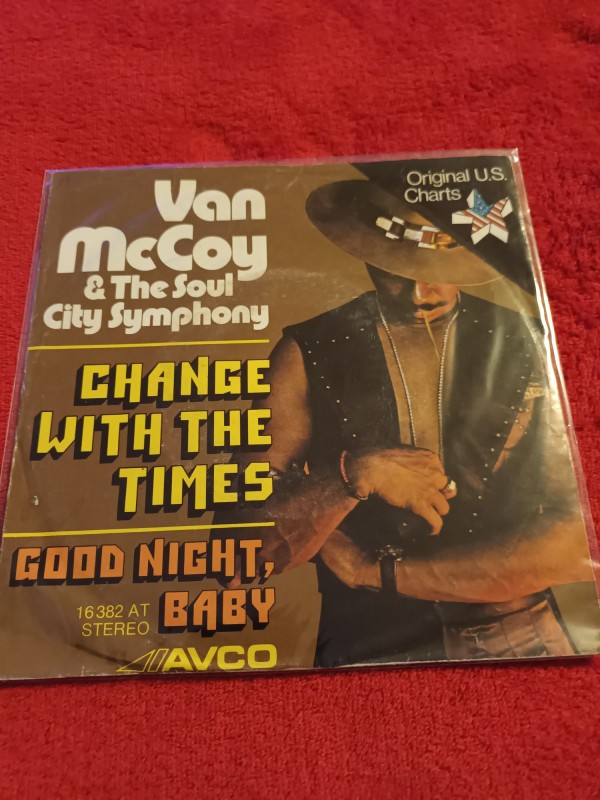 Van
McCoy
& The Soul
City Symphony
Original U.S.
Charts
CHANGE
WITH THE
TIMES
GOOD NIGHT,
BABY
16 382 AT
STEREO
AVCO